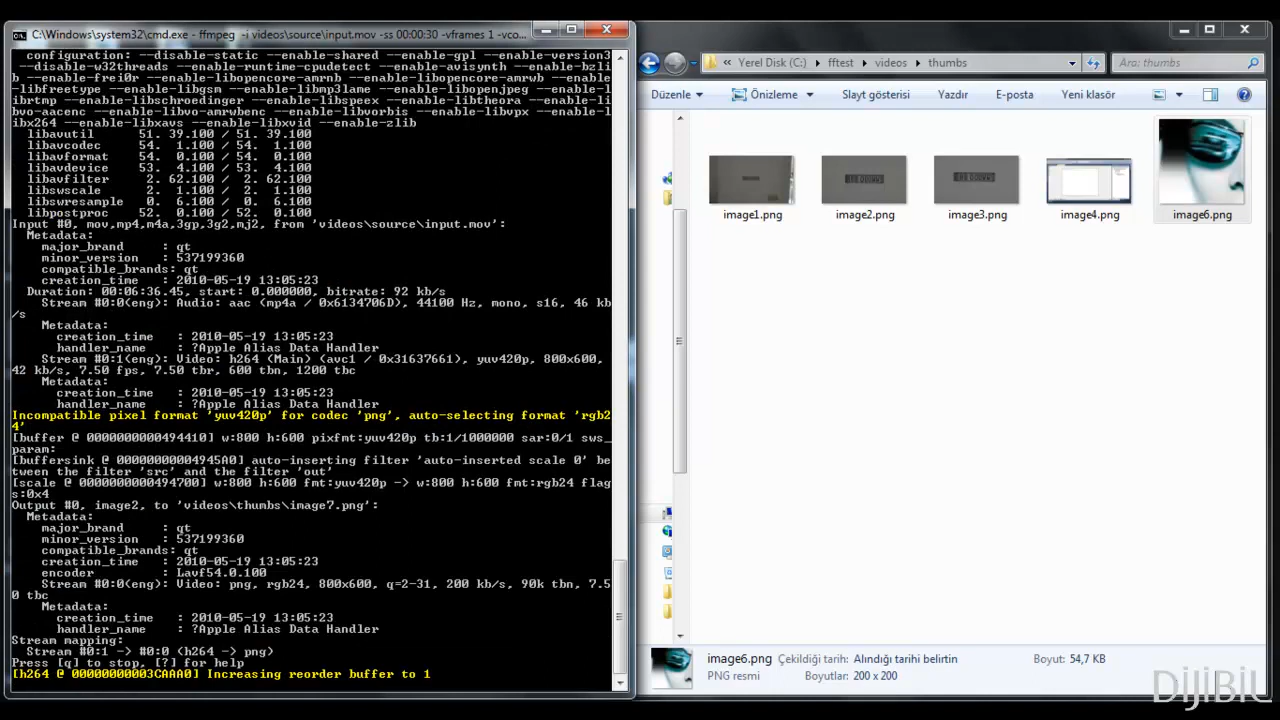 C:\Windows\system32\cmd.exe - ffmpeg -i videos\source\input.mov -ss 00:00:30 -vframes 1 -vco...
configuration: --disable-static --enable-shared --enable-gpl --enable-version3
--disable-w32threads --enable-runtime-cpudetect --enable-avisynth --enable-bzli
b --enable-frei0r --enable-libopencore-amrnb --enable-libopencore-amrwb --enable
-libfreetype --enable-libgsm --enable-libmp3lame --enable-libopenjpeg --enable-l
ibrtmp --enable-libschroedinger --enable-libspeex --enable-libtheora --enable-li
bvo-aacenc --enable-libvo-amrwbenc --enable-libvorbis --enable-libvpx --enable-l
ibx264 --enable-libxavs --enable-libxvid --enable-zlib
libavutil 51. 39.100 / 51. 39.100
libavcodec 54. 1.100 / 54. 1.100
libavformat 54. 0.100 / 54. 0.100
libavdevice 53. 4.100 / 53. 4.100
libavfilter 2. 62.100 / 2. 62.100
libswscale 2. 1.100 / 2. 1.100
libswresample 0. 6.100 / 0. 6.100
libpostproc 52. 0.100 / 52. 0.100
Input #0, mov,mp4,m4a,3gp,3g2,mj2, from 'videos\source\input.mov':
Metadata:
major_brand : qt
minor_version : 537199360
compatible_brands: qt
creation_time : 2010-05-19 13:05:23
Duration: 00:06:36.45, start: 0.000000, bitrate: 92 kb/s
Stream #0:0(eng): Audio: aac (mp4a / 0x6134706D), 44100 Hz, mono, s16, 46 kb
/s
Metadata:
creation_time : 2010-05-19 13:05:23
handler_name : ?Apple Alias Data Handler
Stream #0:1(eng): Video: h264 (Main) (avc1 / 0x31637661), yuv420p, 800x600,
42 kb/s, 7.50 fps, 7.50 tbr, 600 tbn, 1200 tbc
Metadata:
creation_time : 2010-05-19 13:05:23
handler_name : ?Apple Alias Data Handler
Incompatible pixel format 'yuv420p' for codec 'png', auto-selecting format 'rgb2
4'
[buffer @ 0000000000494410] w:800 h:600 pixfmt:yuv420p tb:1/1000000 sar:0/1 sws_
param:
[buffersink @ 00000000004945A0] auto-inserting filter 'auto-inserted scale 0' be
tween the filter 'src' and the filter 'out'
[scale @ 0000000000494700] w:800 h:600 fmt:yuv420p -> w:800 h:600 fmt:rgb24 flag
s:0x4
Output #0, image2, to 'videos\thumbs\image7.png':
Metadata:
major_brand : qt
minor_version : 537199360
compatible_brands: qt
creation_time : 2010-05-19 13:05:23
encoder : Lavf54.0.100
Stream #0:0(eng): Video: png, rgb24, 800x600, q=2-31, 200 kb/s, 90k tbn, 7.5
0 tbc
Metadata:
creation_time : 2010-05-19 13:05:23
handler_name : ?Apple Alias Data Handler
Stream mapping:
Stream #0:1 -> #0:0 (h264 -> png)
Press [q] to stop, [?] for help
[h264 @ 00000000003CAAA0] Increasing reorder buffer to 1
« Yerel Disk (C:) fftest videos thumbs
Ara: thumbs
Düzenle Önizleme Slayt gösterisi Yazdır E-posta Yeni klasör
image1.png image2.png image3.png image4.png image6.png
image6.png Çekildiği tarih: Alındığı tarihi belirtin Boyut: 54,7 KB
PNG resmi Boyutlar: 200 x 200
DijiBil